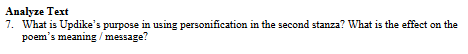 Analyze Text
7. What is Updike's purpose in using personification in the second stanza? What is the effect on the
poem's meaning / message?